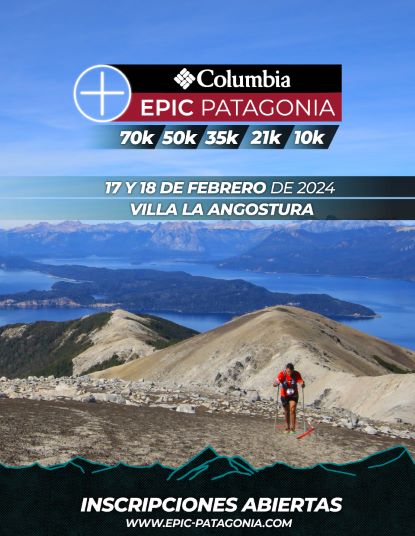 Columbia
EPIC PATAGONIA
70k 50k 35k 21k 10k
17 Y 18 DE FEBRERO DE 2024
VILLA LA ANGOSTURA
INSCRIPCIONES ABIERTAS
WWW.EPIC-PATAGONIA.COM